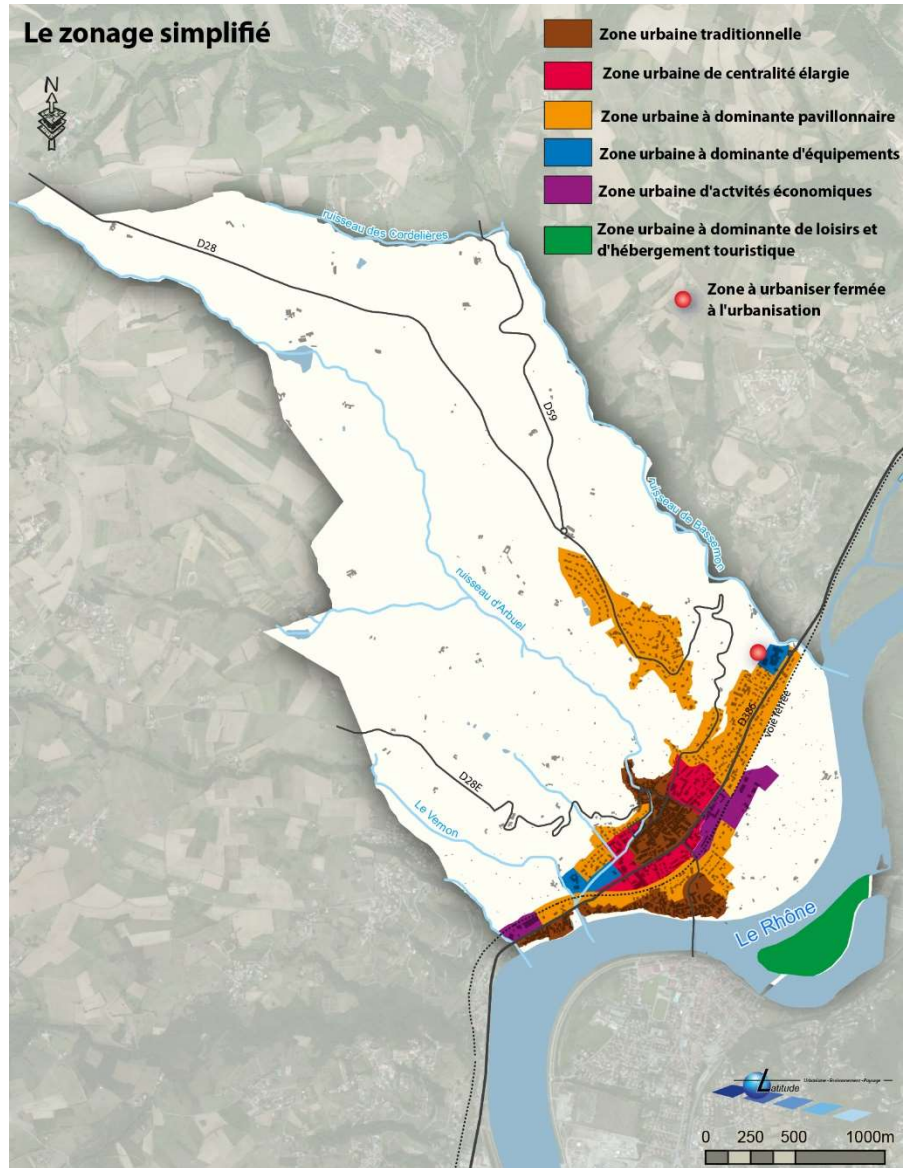 Le zonage simplifié
N
Zone urbaine traditionnelle
Zone urbaine de centralité élargie
Zone urbaine à dominante pavillonnaire
Zone urbaine à dominante d'équipements
Zone urbaine d'actvités économiques
Zone urbaine à dominante de loisirs et
d'hébergement touristique
Zone à urbaniser fermée
à l'urbanisation
ruisseau des Cordelières
D28
D59
ruisseau de Bassemon
ruisseau d'Arbuel
D386
voie ferrée
D28E
Le Vernon
Le Rhône
Latitude
Urbanisme - Environnement - Paysage
0 250 500 1000m